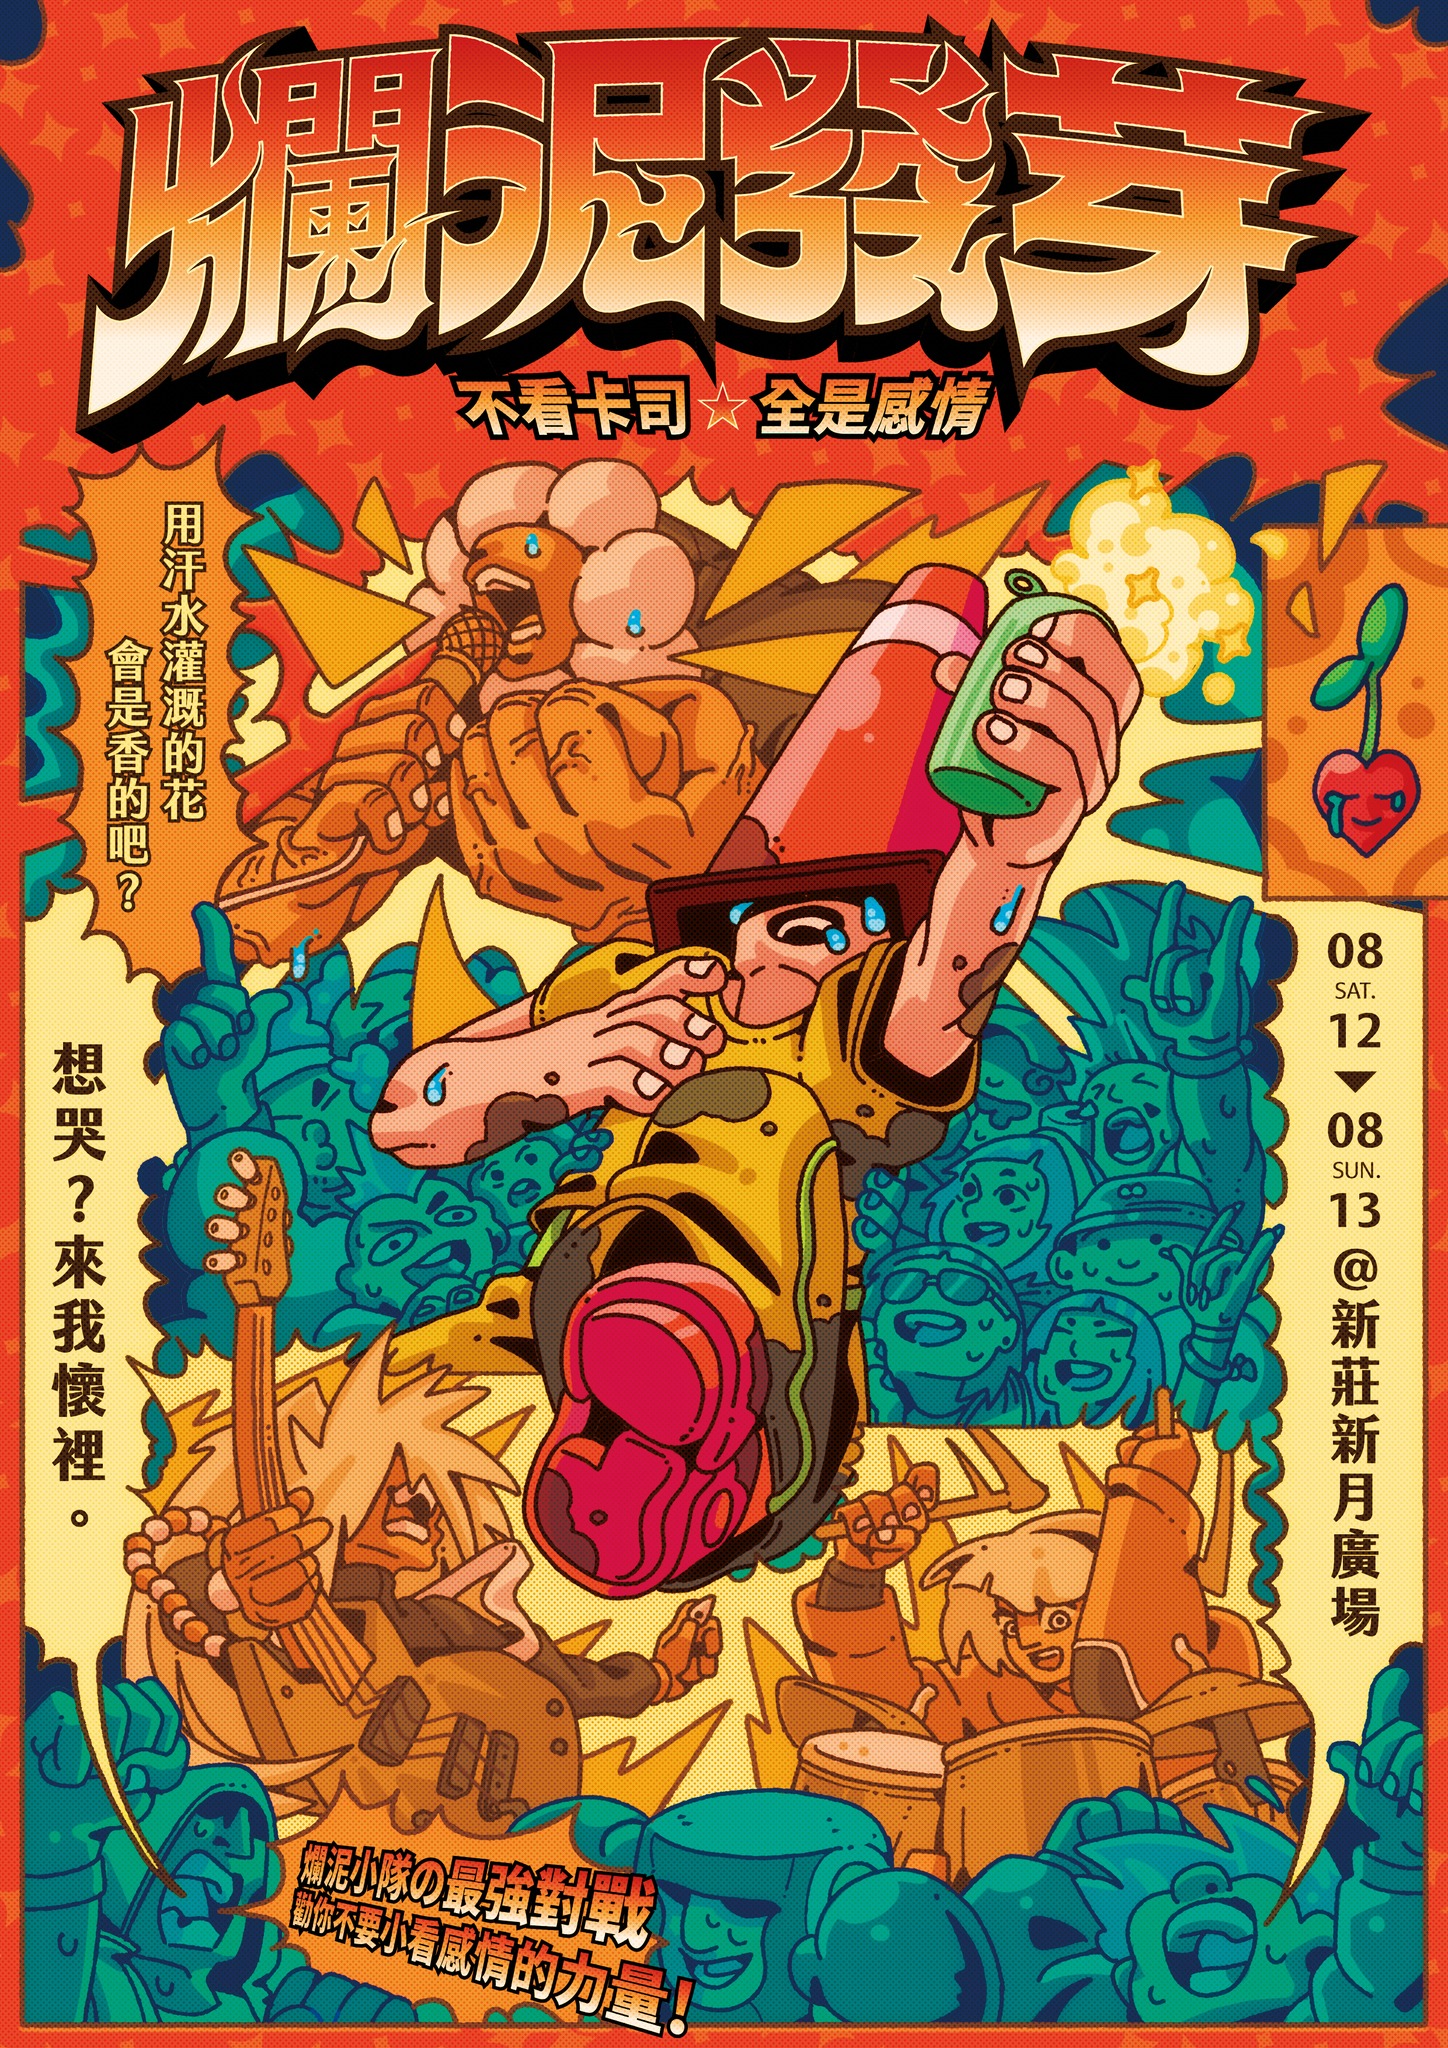 爛泥發芽
不看卡司☆全是感情
用汗水灌溉的花
會是香的吧？
想哭？來我懷裡。
08
SAT.
12
▼
08
SUN.
13
@新莊新月廣場
爛泥小隊の最強對戰
勸你不要小看感情的力量！